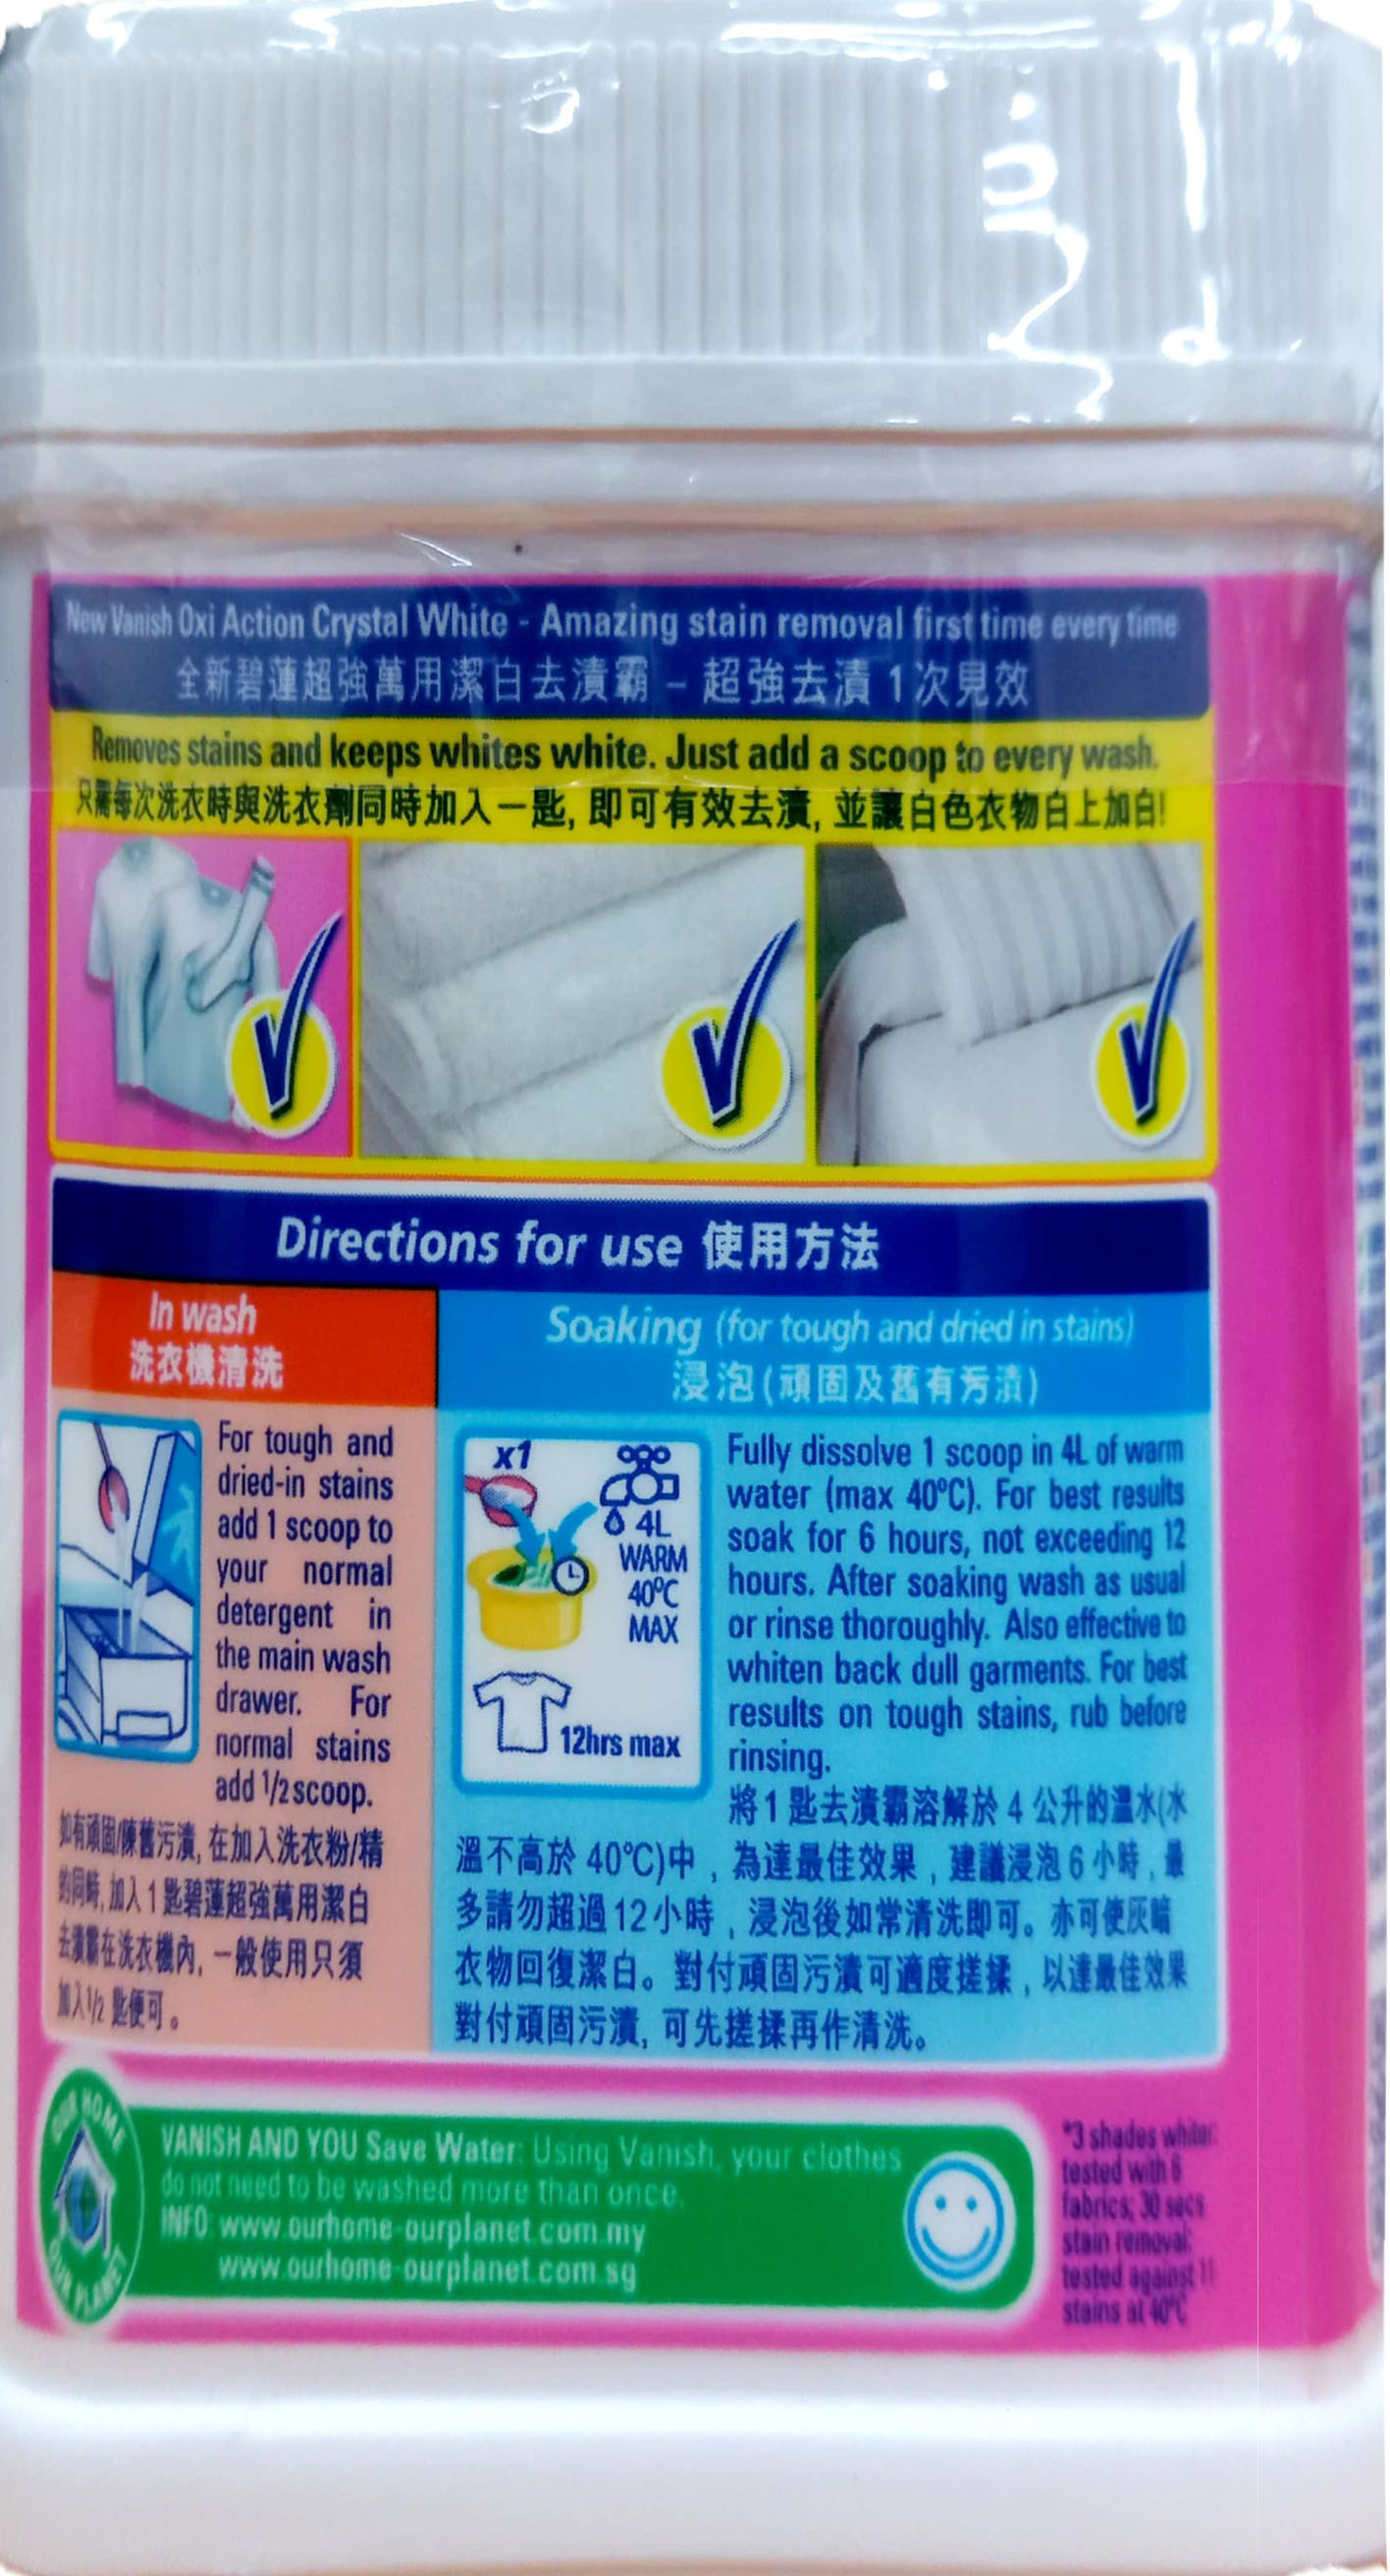 New Vanish Oxi Action Crystal White - Amazing stain removal first time every time
全新碧蓮超強萬用潔白去漬霸 – 超強去漬 1 次見效
Removes stains and keeps whites white. Just add a scoop to every wash.
只需每次洗衣時與洗衣劑同時加入一匙, 即可有效去漬, 並讓白色衣物白上加白!
Directions for use 使用方法
In wash
洗衣機清洗
For tough and
dried-in stains
add 1 scoop to
your normal
detergent in
the main wash
drawer. For
normal stains
add 1/2 scoop.
如有頑固/陳舊污漬, 在加入洗衣粉/精
的同時, 加入 1 匙碧蓮超強萬用潔白
去漬霸在洗衣機內, 一般使用只須
加入1/2 匙便可。
Soaking (for tough and dried in stains)
浸泡 (頑固及舊有污漬)
x1
4L
WARM
40ºC
MAX
12hrs max
Fully dissolve 1 scoop in 4L of warm
water (max 40ºC). For best results
soak for 6 hours, not exceeding 12
hours. After soaking wash as usual
or rinse thoroughly. Also effective to
whiten back dull garments. For best
results on tough stains, rub before
rinsing.
將 1 匙去漬霸溶解於 4 公升的溫水(水
溫不高於 40℃)中 , 為達最佳效果 , 建議浸泡 6 小時 , 最
多請勿超過 12 小時 , 浸泡後如常清洗即可。亦可使灰暗
衣物回復潔白。對付頑固污漬可適度搓揉 , 以達最佳效果
對付頑固污漬, 可先搓揉再作清洗。
OUR HOME
OUR PLANET
VANISH AND YOU Save Water: Using Vanish, your clothes
do not need to be washed more than once.
INFO: www.ourhome-ourplanet.com.my
www.ourhome-ourplanet.com.sg
*3 shades whiter:
tested with 6
fabrics; 30 secs
stain removal:
tested against 11
stains at 40ºC